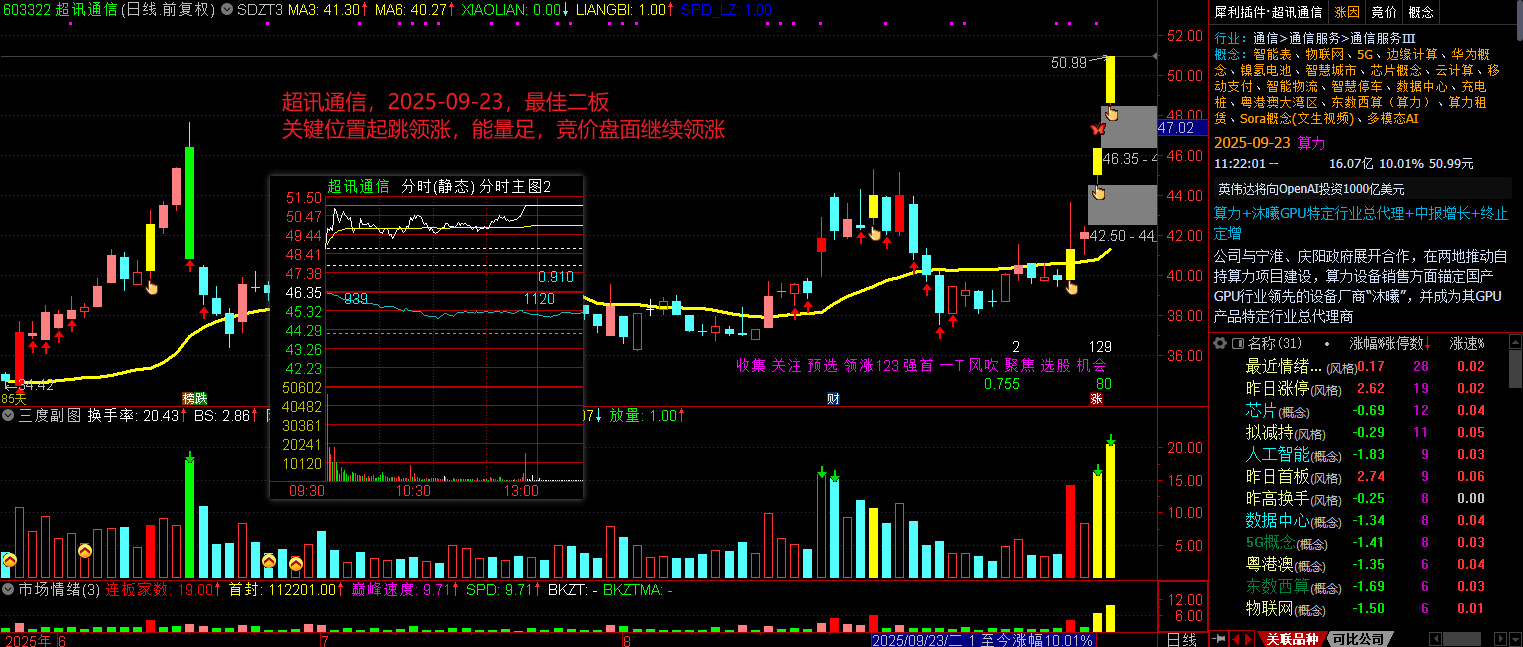 603322 超讯通信(日线.前复权) SDZT3 MA3: 41.30↑ MA6: 40.27↑ XIAOLIAN: 0.00↓ LIANGBI: 1.00↑ SPD_LZ 1.00
超讯通信，2025-09-23，最佳二板
关键位置起跳领涨，能量足，竞价盘面继续领涨
50.99
52.00
50.00
48.00
47.02
46.00
44.00
42.00
40.00
38.00
36.00
46.35 - 4
42.50 - 44
超讯通信 分时(静态) 分时主图2
51.50
50.47
49.44
48.41
47.38
46.35
45.32
44.29
43.26
42.23
50602
40482
30361
20241
10120
0.910
939
1120
09:30 10:30 13:00
34.42
85天
榜跌
财
涨
2 129
收集 关注 预选 领涨123 强首 一T 风吹 聚焦 选股 机会
0.755 80
三度副图 换手率: 20.43↑ BS: 2.86↑
07↓ 放量: 1.00↑
20.00
15.00
10.00
5.00
市场情绪(3) 连板家数: 19.00↑ 首封: 112201.00↑ 巅峰速度: 9.71↑ SPD: 9.71↑ BKZT: - BKZTMA: -
12.00
6.00
2025年 6 7 8 2025/09/23/二 1 至今涨幅10.01% 日线
犀利插件·超讯通信 涨因 竞价 概念
行业: 通信>通信服务>通信服务Ⅲ
概念: 智能表、物联网、5G、边缘计算、华为概
念、镍氢电池、智慧城市、芯片概念、云计算、移
动支付、智能物流、智慧停车、数据中心、充电
桩、粤港澳大湾区、东数西算（算力）、算力租
赁、Sora概念(文生视频)、多模态AI
2025-09-23 算力
11:22:01 -- 16.07亿 10.01% 50.99元
英伟达将向OpenAI投资1000亿美元
算力+沐曦GPU特定行业总代理+中报增长+终止
定增
公司与宁淮、庆阳政府展开合作，在两地推动自
持算力项目建设，算力设备销售方面锚定国产
GPU行业领先的设备厂商“沐曦”，并成为其GPU
产品特定行业总代理商
名称(31) • 涨幅% 涨停数↓ 涨速%
最近情绪...(风格) 0.17 28 0.02
昨日涨停(风格) 2.62 19 0.02
芯片(概念) -0.69 12 0.04
拟减持(风格) -0.29 11 0.05
人工智能(概念) -1.83 9 0.03
昨日首板(风格) 2.74 9 0.06
昨高换手(风格) -0.25 8 0.00
数据中心(概念) -1.34 8 0.04
5G概念(概念) -1.41 8 0.03
粤港澳(概念) -1.35 6 0.04
东数西算(概念) -1.69 6 0.03
物联网(概念) -1.50 6 0.01
关联品种 可比公司